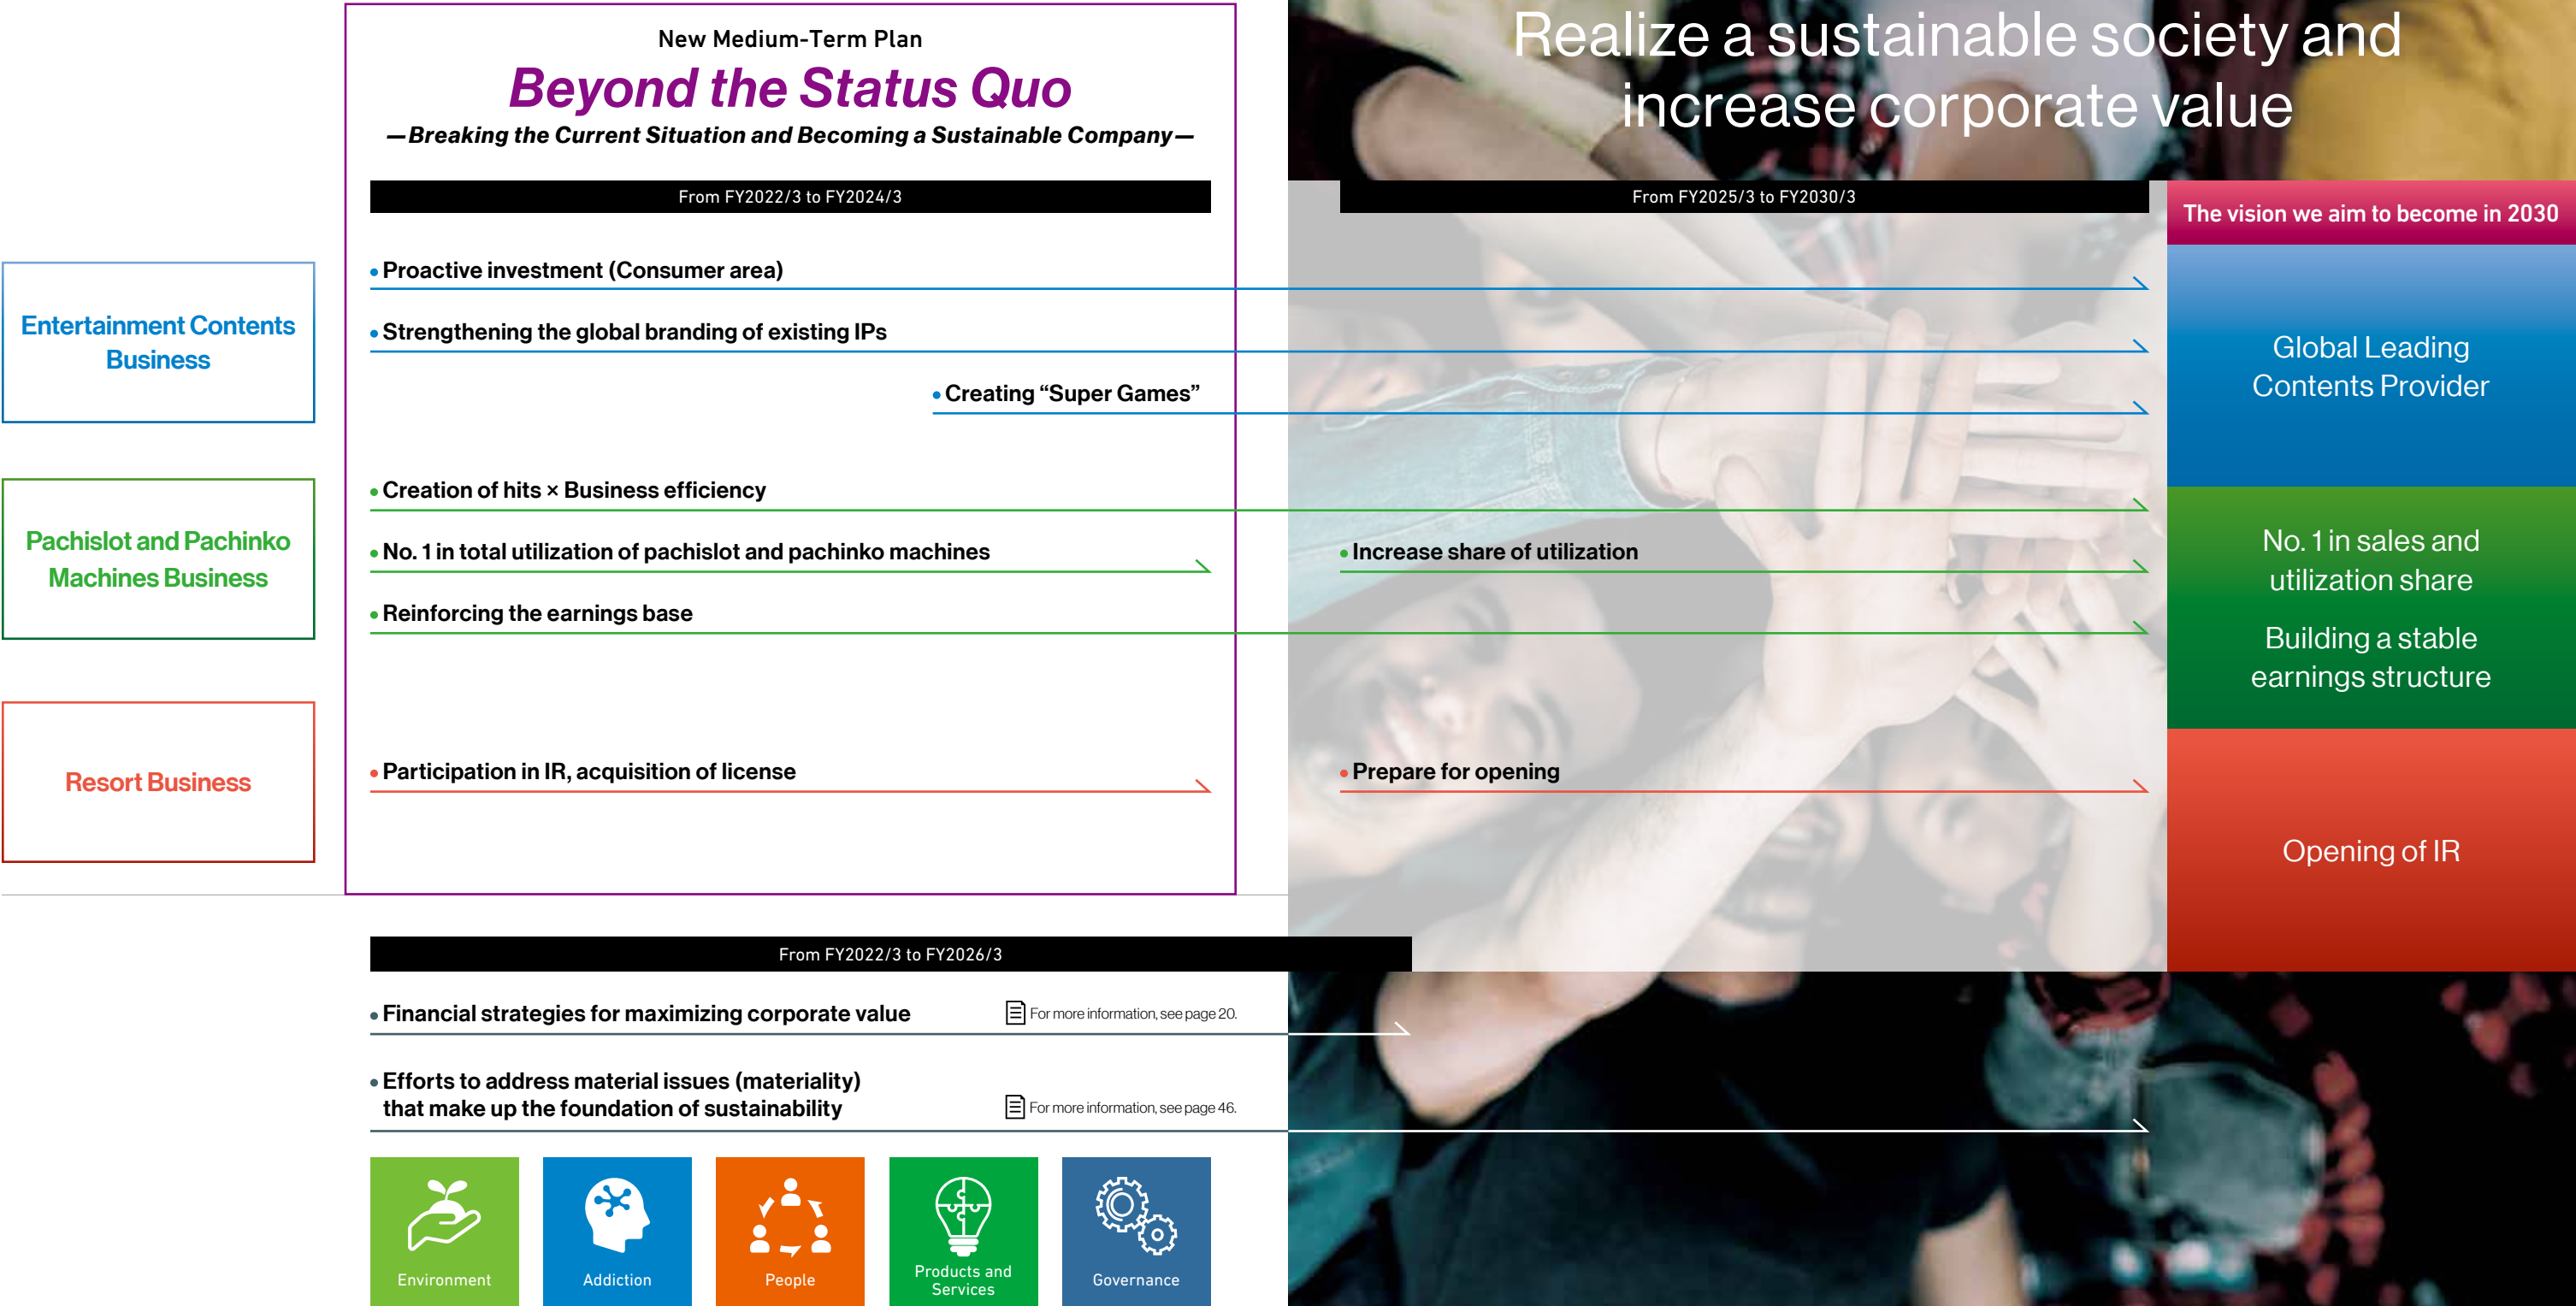 New Medium-Term Plan
Beyond the Status Quo
—Breaking the Current Situation and Becoming a Sustainable Company—
Realize a sustainable society and
increase corporate value
From FY2022/3 to FY2024/3
From FY2025/3 to FY2030/3
The vision we aim to become in 2030
Entertainment Contents
Business
• Proactive investment (Consumer area)
• Strengthening the global branding of existing IPs
• Creating “Super Games”
Global Leading
Contents Provider
Pachislot and Pachinko
Machines Business
• Creation of hits × Business efficiency
• No. 1 in total utilization of pachislot and pachinko machines
• Increase share of utilization
• Reinforcing the earnings base
No. 1 in sales and
utilization share
Building a stable
earnings structure
Resort Business
• Participation in IR, acquisition of license
• Prepare for opening
Opening of IR
From FY2022/3 to FY2026/3
• Financial strategies for maximizing corporate value
For more information, see page 20.
• Efforts to address material issues (materiality)
that make up the foundation of sustainability
For more information, see page 46.
Environment
Addiction
People
Products and
Services
Governance